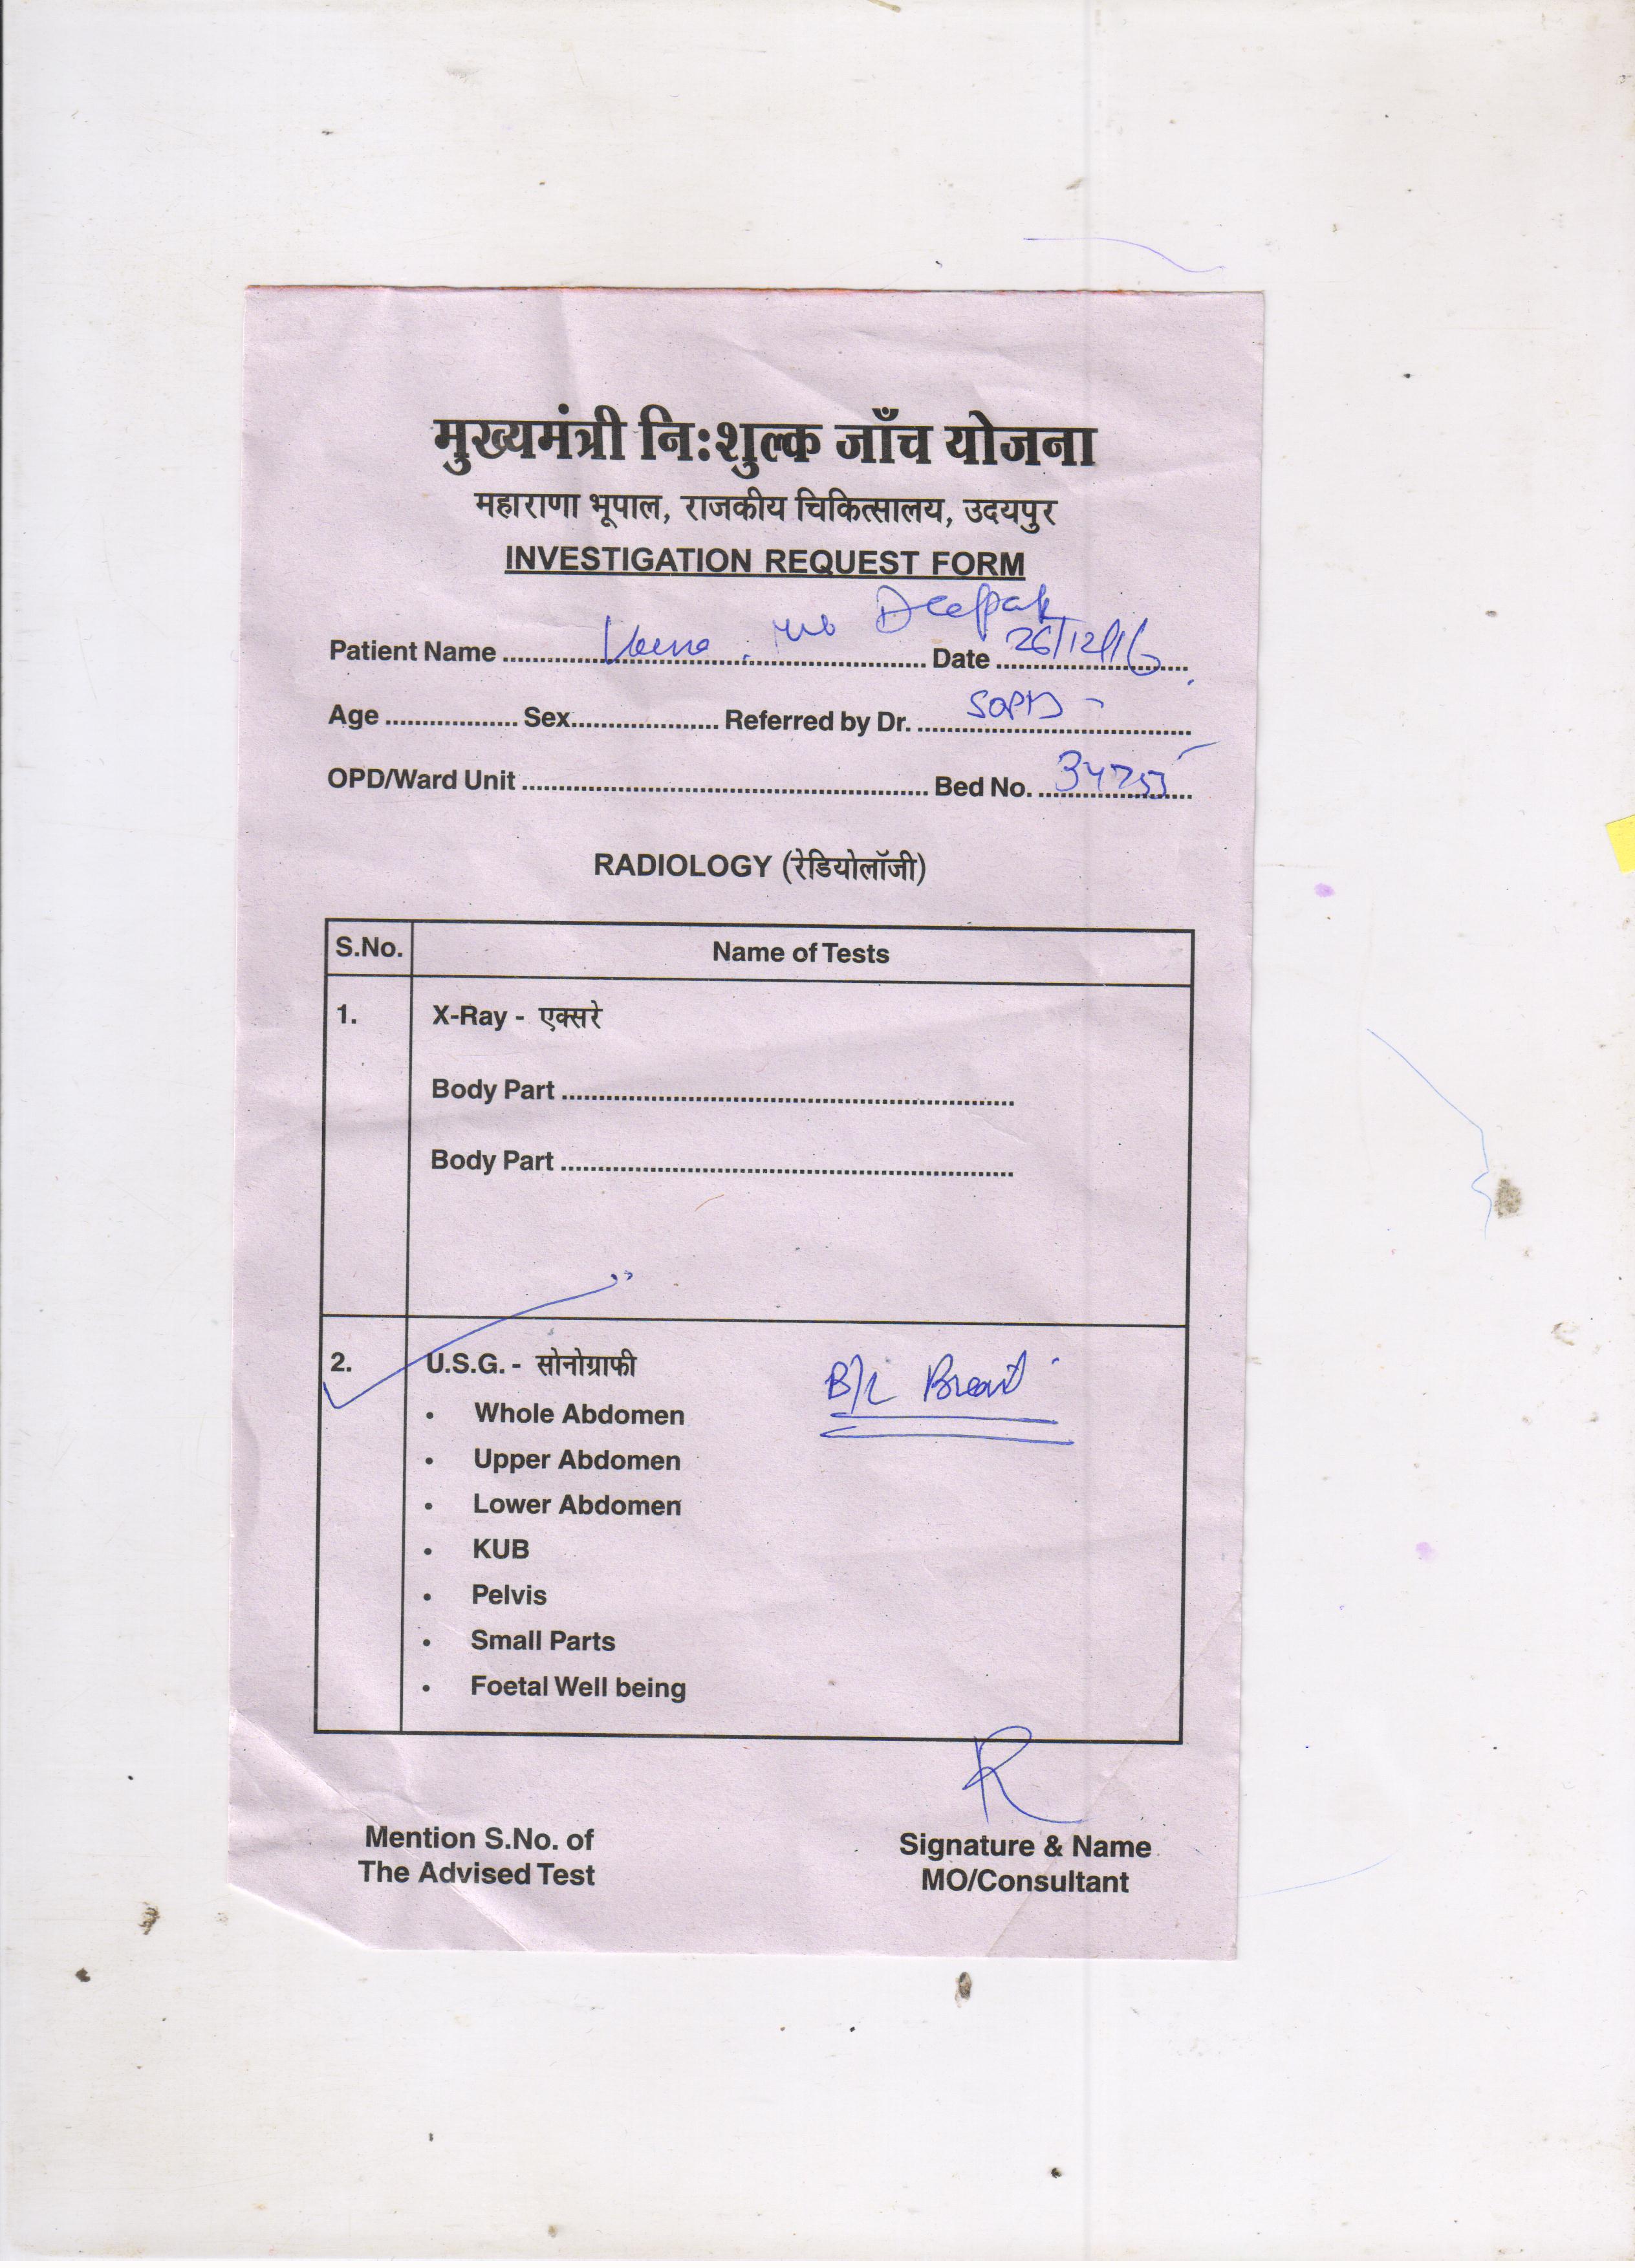 मुख्यमंत्री निःशुल्क जाँच योजना
महाराणा भूपाल, राजकीय चिकित्सालय, उदयपुर
INVESTIGATION REQUEST FORM
Patient Name ........ Deepak Date 26/12/16
Age ........ Sex ........ Referred by Dr. SOPD
OPD/Ward Unit ........ Bed No. ........
RADIOLOGY (रेडियोलॉजी)
S.No. Name of Tests
1. X-Ray - एक्सरे
Body Part ........
Body Part ........
2. U.S.G. - सोनोग्राफी B/L Breast
• Whole Abdomen
• Upper Abdomen
• Lower Abdomen
• KUB
• Pelvis
• Small Parts
• Foetal Well being
R
Mention S.No. of Signature & Name
The Advised Test MO/Consultant